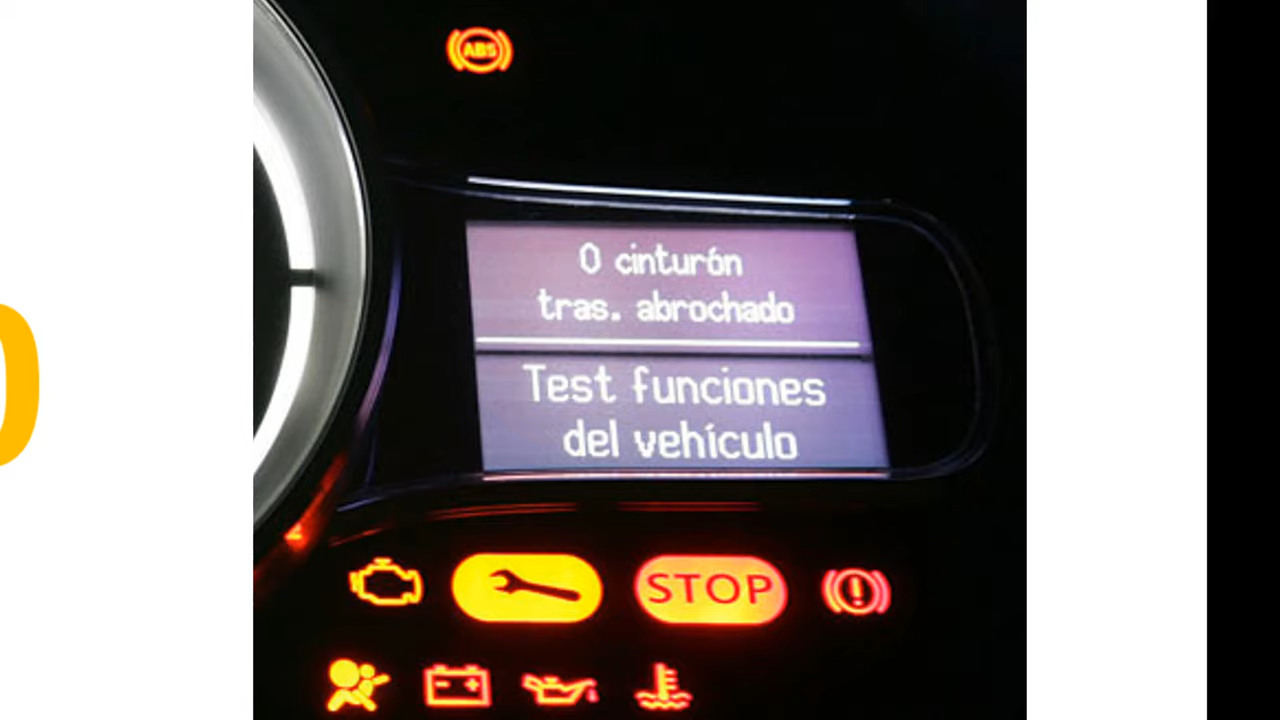 ABS
0 cinturón
tras. abrochado
Test funciones
del vehículo
STOP